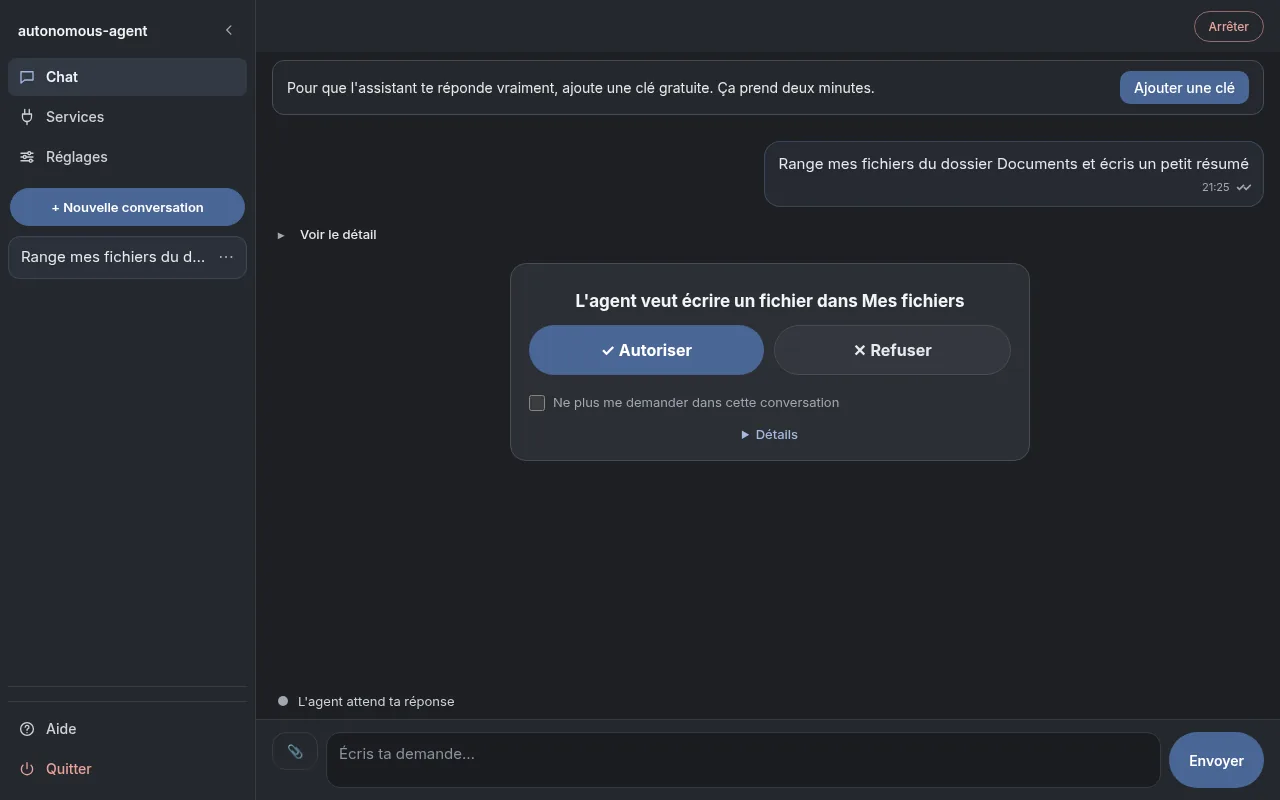 autonomous-agent
Chat
Services
Réglages
+ Nouvelle conversation
Range mes fichiers du d... ···
Aide
Quitter
Arrêter
Pour que l'assistant te réponde vraiment, ajoute une clé gratuite. Ça prend deux minutes.
Ajouter une clé
Range mes fichiers du dossier Documents et écris un petit résumé
21:25
Voir le détail
L'agent veut écrire un fichier dans Mes fichiers
✓ Autoriser
✕ Refuser
Ne plus me demander dans cette conversation
Détails
L'agent attend ta réponse
Écris ta demande...
Envoyer